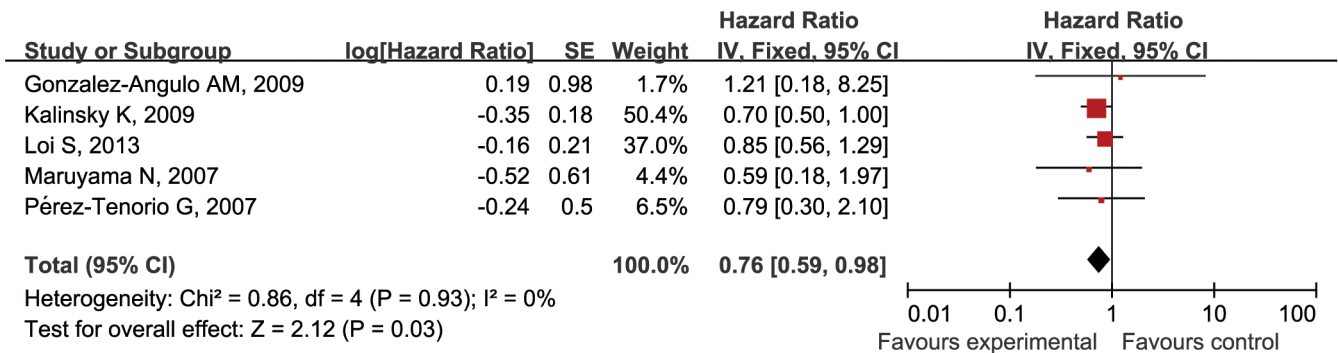 Hazard Ratio Hazard Ratio
Study or Subgroup log[Hazard Ratio] SE Weight IV, Fixed, 95% CI IV, Fixed, 95% CI
Gonzalez-Angulo AM, 2009 0.19 0.98 1.7% 1.21 [0.18, 8.25]
Kalinsky K, 2009 -0.35 0.18 50.4% 0.70 [0.50, 1.00]
Loi S, 2013 -0.16 0.21 37.0% 0.85 [0.56, 1.29]
Maruyama N, 2007 -0.52 0.61 4.4% 0.59 [0.18, 1.97]
Pérez-Tenorio G, 2007 -0.24 0.5 6.5% 0.79 [0.30, 2.10]
Total (95% CI) 100.0% 0.76 [0.59, 0.98]
Heterogeneity: Chi² = 0.86, df = 4 (P = 0.93); I² = 0%
Test for overall effect: Z = 2.12 (P = 0.03)
0.01 0.1 1 10 100
Favours experimental Favours control